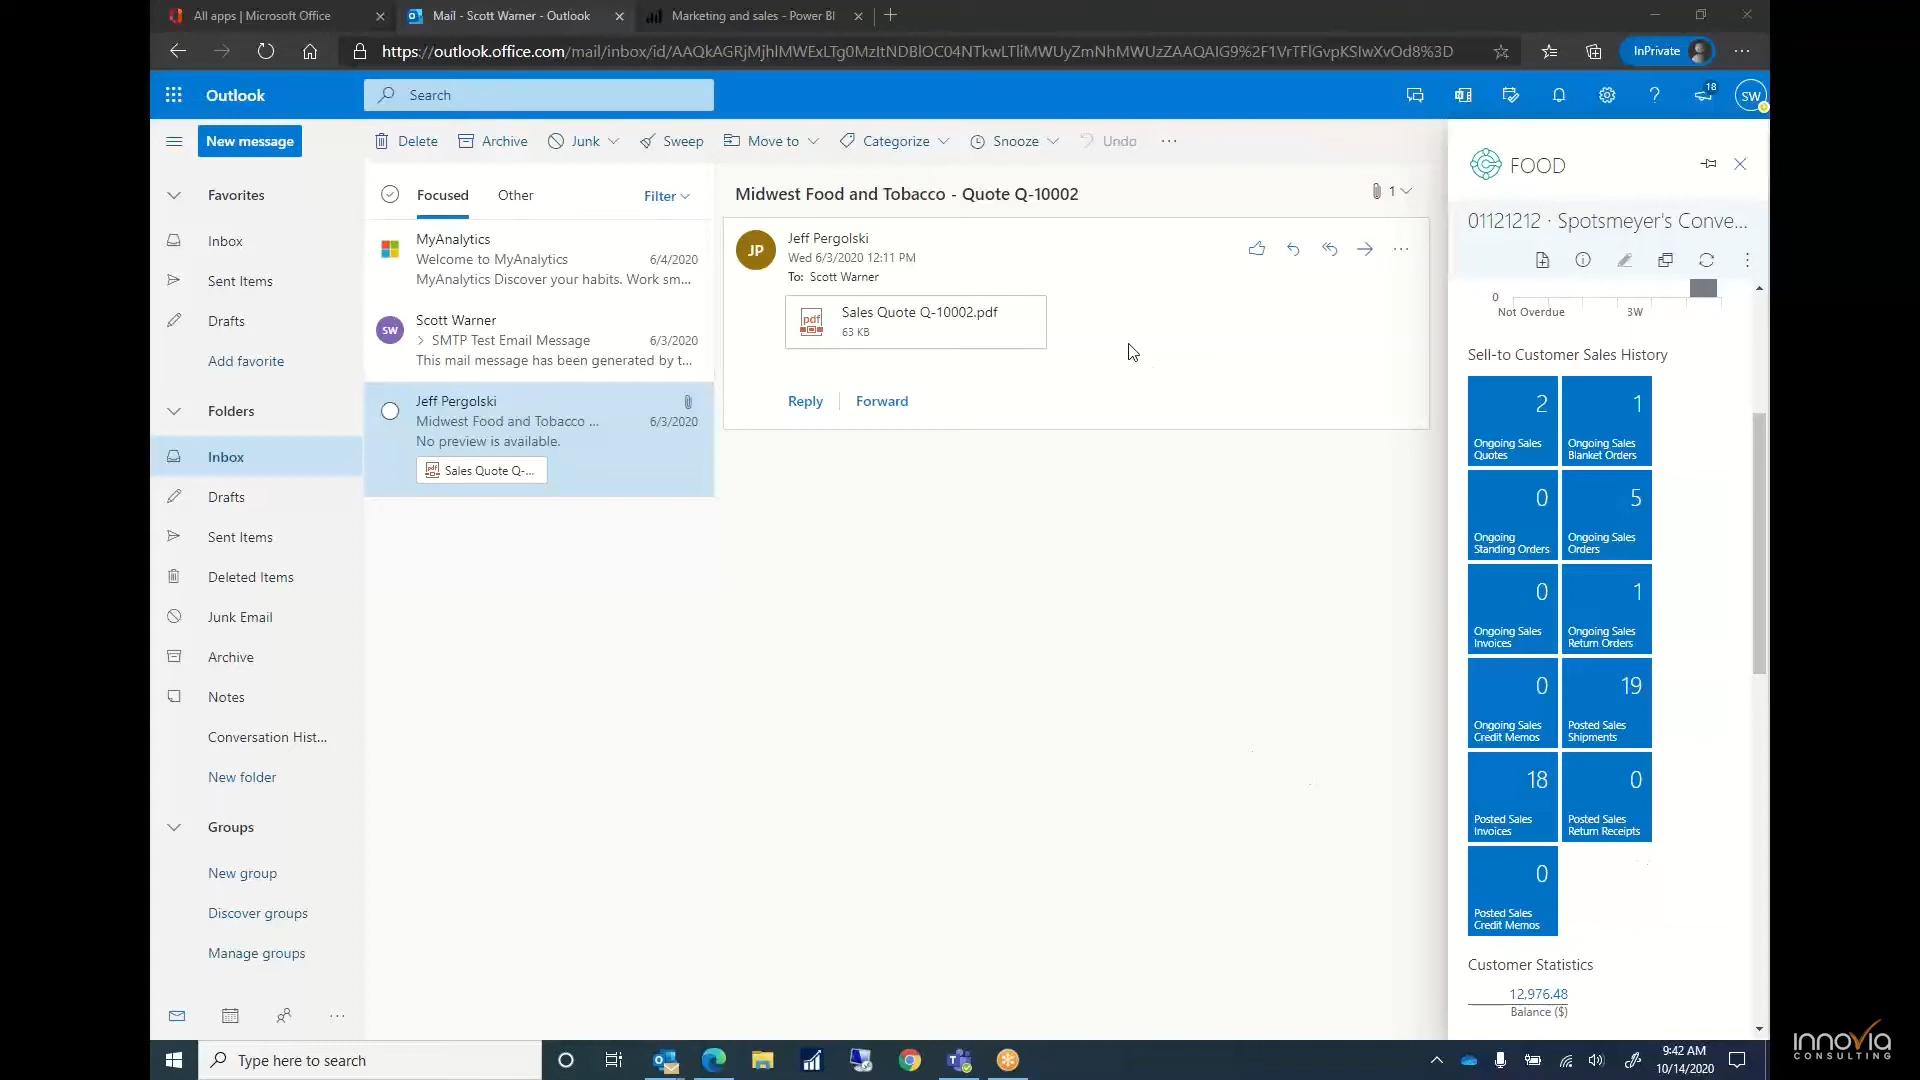 All apps | Microsoft Office
Mail - Scott Warner - Outlook
Marketing and sales - Power BI
InPrivate
Outlook
Search
18
SW
New message
Delete
Archive
Junk
Sweep
Move to
Categorize
Snooze
Undo
Favorites
Inbox
Sent Items
Drafts
Add favorite
Folders
Inbox
Drafts
Sent Items
Deleted Items
Junk Email
Archive
Notes
Conversation Hist...
New folder
Groups
New group
Discover groups
Manage groups
Focused
Other
Filter
MyAnalytics
Welcome to MyAnalytics
6/4/2020
MyAnalytics Discover your habits. Work sm...
SW
Scott Warner
> SMTP Test Email Message
6/3/2020
This mail message has been generated by t...
Jeff Pergolski
Midwest Food and Tobacco ...
6/3/2020
No preview is available.
Sales Quote Q-...
Midwest Food and Tobacco - Quote Q-10002
1
JP
Jeff Pergolski
Wed 6/3/2020 12:11 PM
To: Scott Warner
pdf
Sales Quote Q-10002.pdf
63 KB
Reply
Forward
FOOD
01121212 · Spotsmeyer's Conve...
0
Not Overdue
3W
Sell-to Customer Sales History
2
Ongoing Sales
Quotes
1
Ongoing Sales
Blanket Orders
0
Ongoing
Standing Orders
5
Ongoing Sales
Orders
0
Ongoing Sales
Invoices
1
Ongoing Sales
Return Orders
0
Ongoing Sales
Credit Memos
19
Posted Sales
Shipments
18
Posted Sales
Invoices
0
Posted Sales
Return Receipts
0
Posted Sales
Credit Memos
Customer Statistics
12,976.48
Balance ($)
Type here to search
9:42 AM
10/14/2020
innovia
CONSULTING